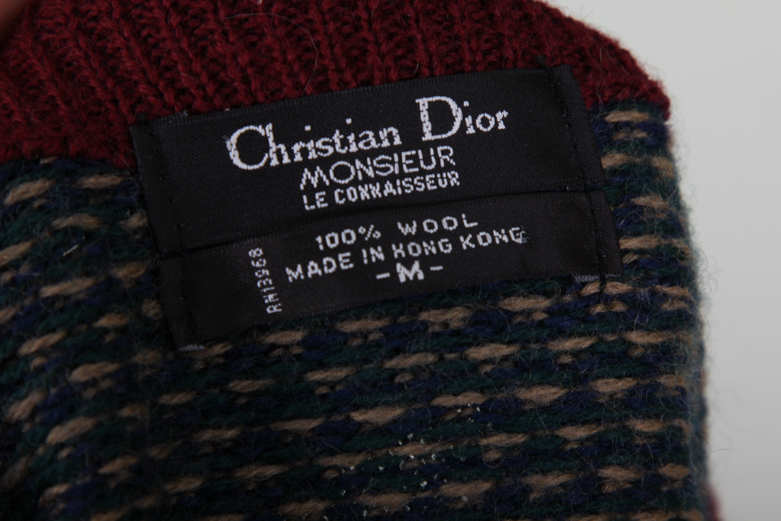 Christian Dior
MONSIEUR
LE CONNAISSEUR
100% WOOL
MADE IN HONG KONG
-M-
RN13968